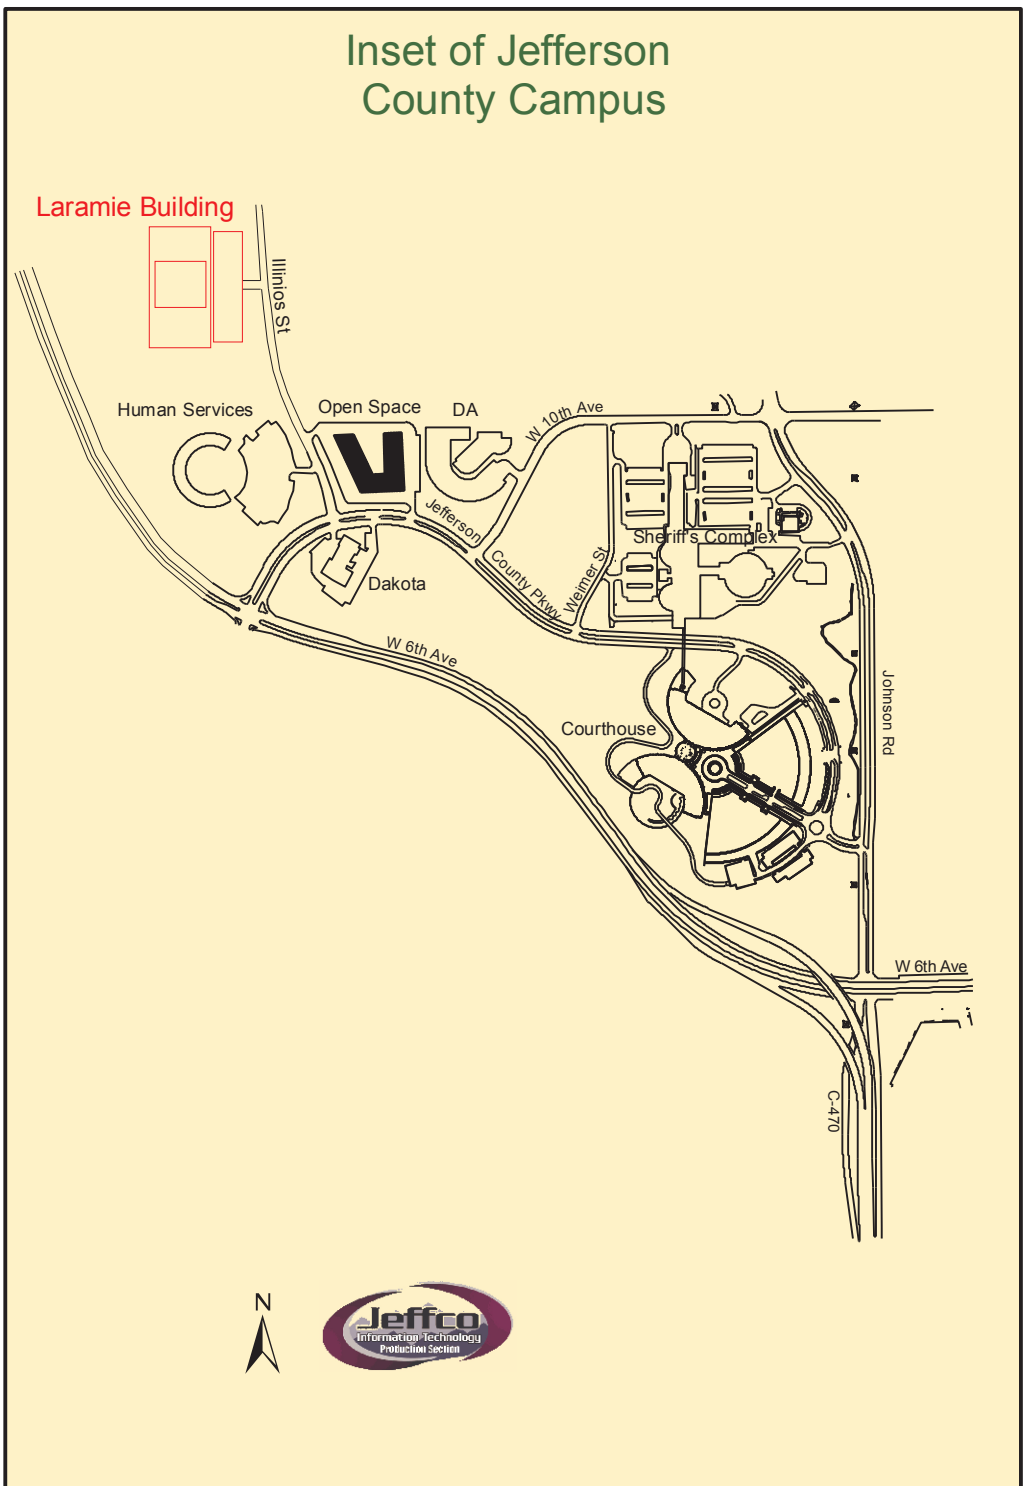 Inset of Jefferson
County Campus
Laramie Building
Illinios St
Human Services
Open Space
DA
W 10th Ave
Jefferson
County Pkwy
Weimer St
Sheriff's Complex
Dakota
W 6th Ave
Johnson Rd
Courthouse
W 6th Ave
C-470
N
Jeffco
Information Technology
Production Section